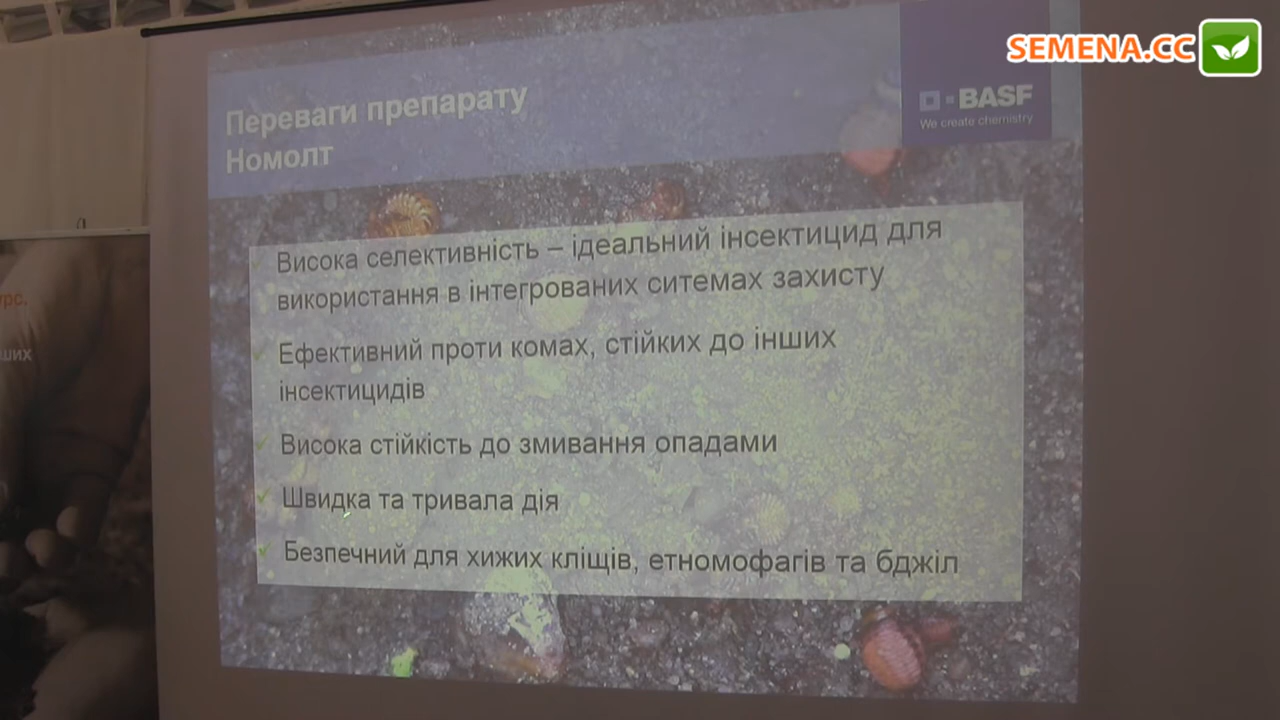 SEMENA.CC
Переваги препарату
Номолт
BASF
We create chemistry
Висока селективність – ідеальний інсектицид для
використання в інтегрованих ситемах захисту
Ефективний проти комах, стійких до інших
інсектицидів
Висока стійкість до змивання опадами
Швидка та тривала дія
Безпечний для хижих кліщів, етномофагів та бджіл